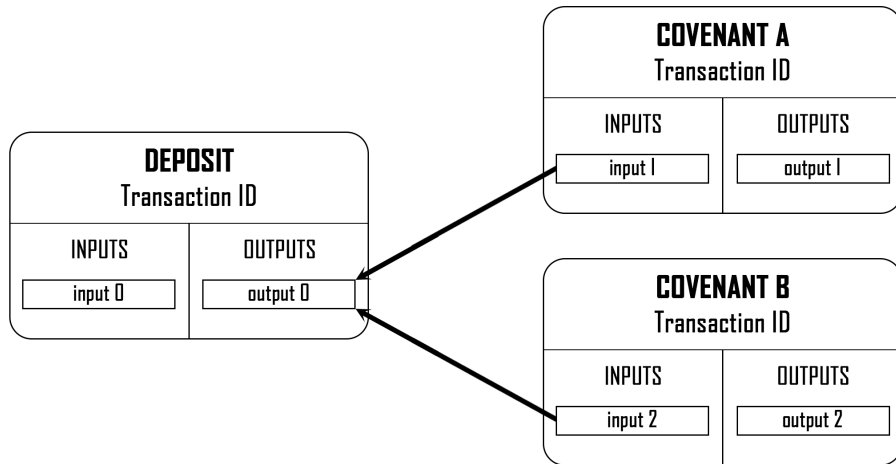 DEPOSIT
Transaction ID
INPUTS
OUTPUTS
input 0
output 0
COVENANT A
Transaction ID
INPUTS
OUTPUTS
input 1
output 1
COVENANT B
Transaction ID
INPUTS
OUTPUTS
input 2
output 2